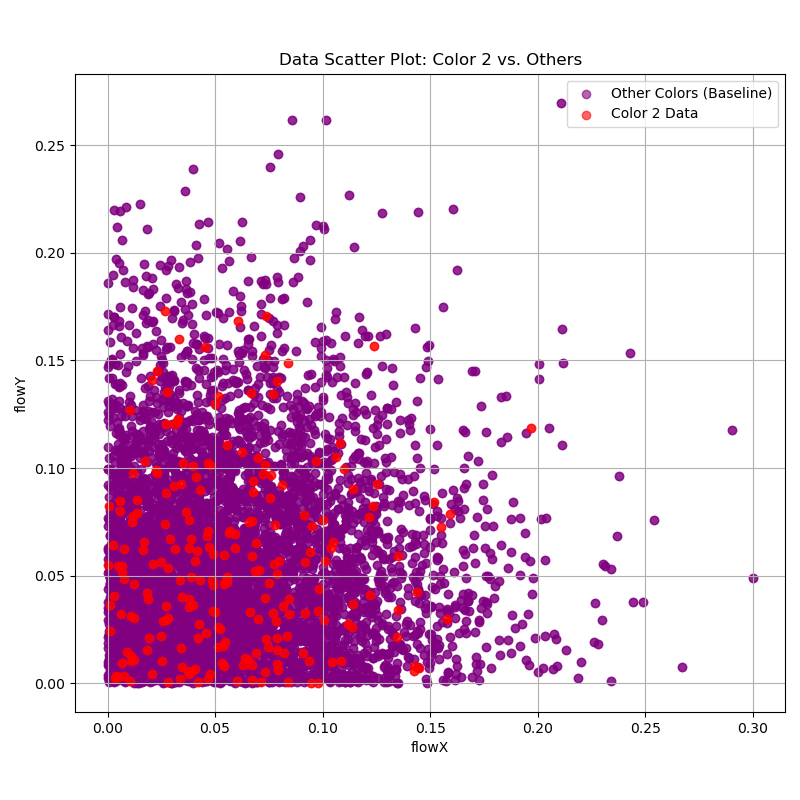 Data Scatter Plot: Color 2 vs. Others
Other Colors (Baseline)
Color 2 Data
flowY
0.25
0.20
0.15
0.10
0.05
0.00
0.00 0.05 0.10 0.15 0.20 0.25 0.30
flowX